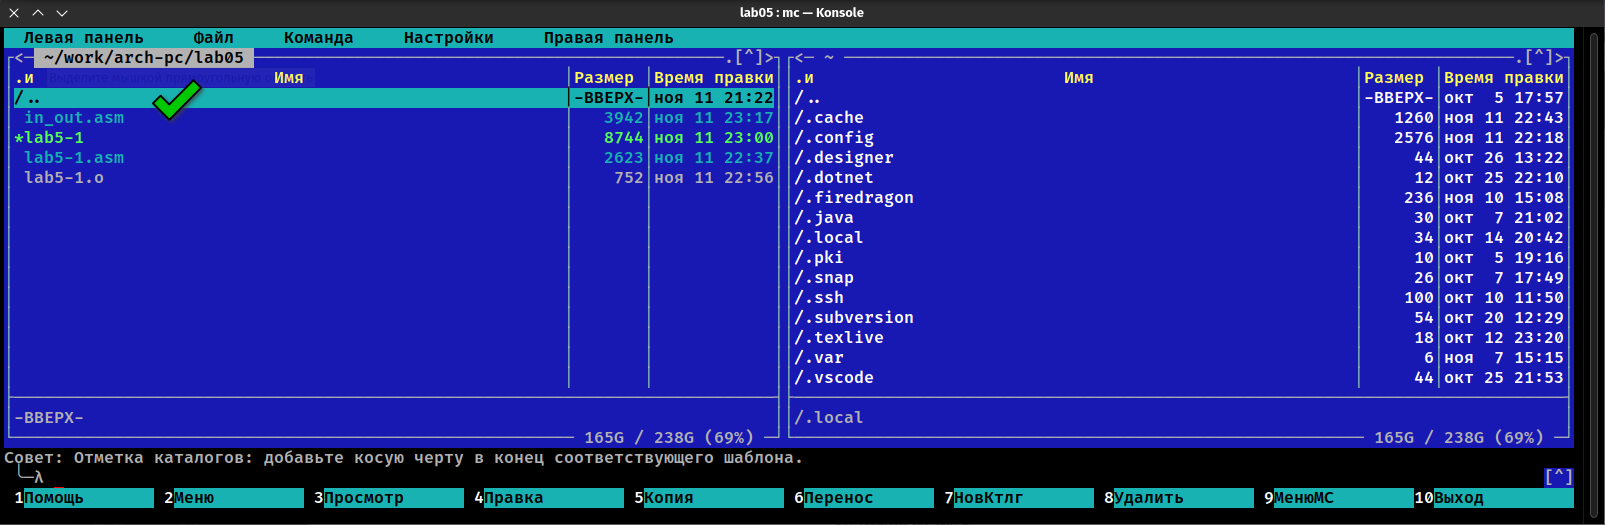 lab05 : mc — Konsole
Левая панель Файл Команда Настройки Правая панель
<─ ~/work/arch-pc/lab05 .[^]>
.и Имя Размер Время правки
/.. -ВВЕРХ- ноя 11 21:22
in_out.asm 3942 ноя 11 23:17
*lab5-1 8744 ноя 11 23:00
lab5-1.asm 2623 ноя 11 22:37
lab5-1.o 752 ноя 11 22:56
-ВВЕРХ-
165G / 238G (69%)
<─ ~ .[^]>
.и Имя Размер Время правки
/.. -ВВЕРХ- окт 5 17:57
/.cache 1260 ноя 11 22:43
/.config 2576 ноя 11 22:18
/.designer 44 окт 26 13:22
/.dotnet 12 окт 25 22:10
/.firedragon 236 ноя 10 15:08
/.java 30 окт 7 21:02
/.local 34 окт 14 20:42
/.pki 10 окт 5 19:16
/.snap 26 окт 7 17:49
/.ssh 100 окт 10 11:50
/.subversion 54 окт 20 12:29
/.texlive 18 окт 12 23:20
/.var 6 ноя 7 15:15
/.vscode 44 окт 25 21:53
/.local
165G / 238G (69%)
Совет: Отметка каталогов: добавьте косую черту в конец соответствующего шаблона.
╰─λ _ [^]
1Помощь 2Меню 3Просмотр 4Правка 5Копия 6Перенос 7НовКтлг 8Удалить 9МенюМС 10Выход